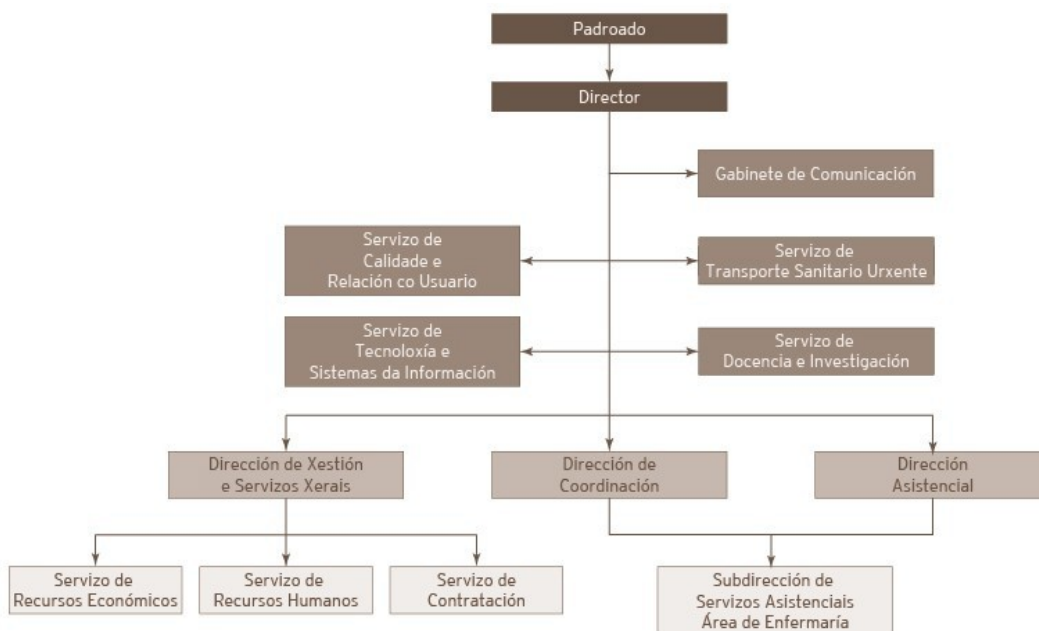 Padroado
Director
Gabinete de Comunicación
Servizo de
Calidade e
Relación co Usuario
Servizo de
Transporte Sanitario Urxente
Servizo de
Tecnoloxía e
Sistemas da Información
Servizo de
Docencia e Investigación
Dirección de Xestión
e Servizos Xerais
Dirección de
Coordinación
Dirección
Asistencial
Servizo de
Recursos Económicos
Servizo de
Recursos Humanos
Servizo de
Contratación
Subdirección de
Servizos Asistenciais
Área de Enfermaría